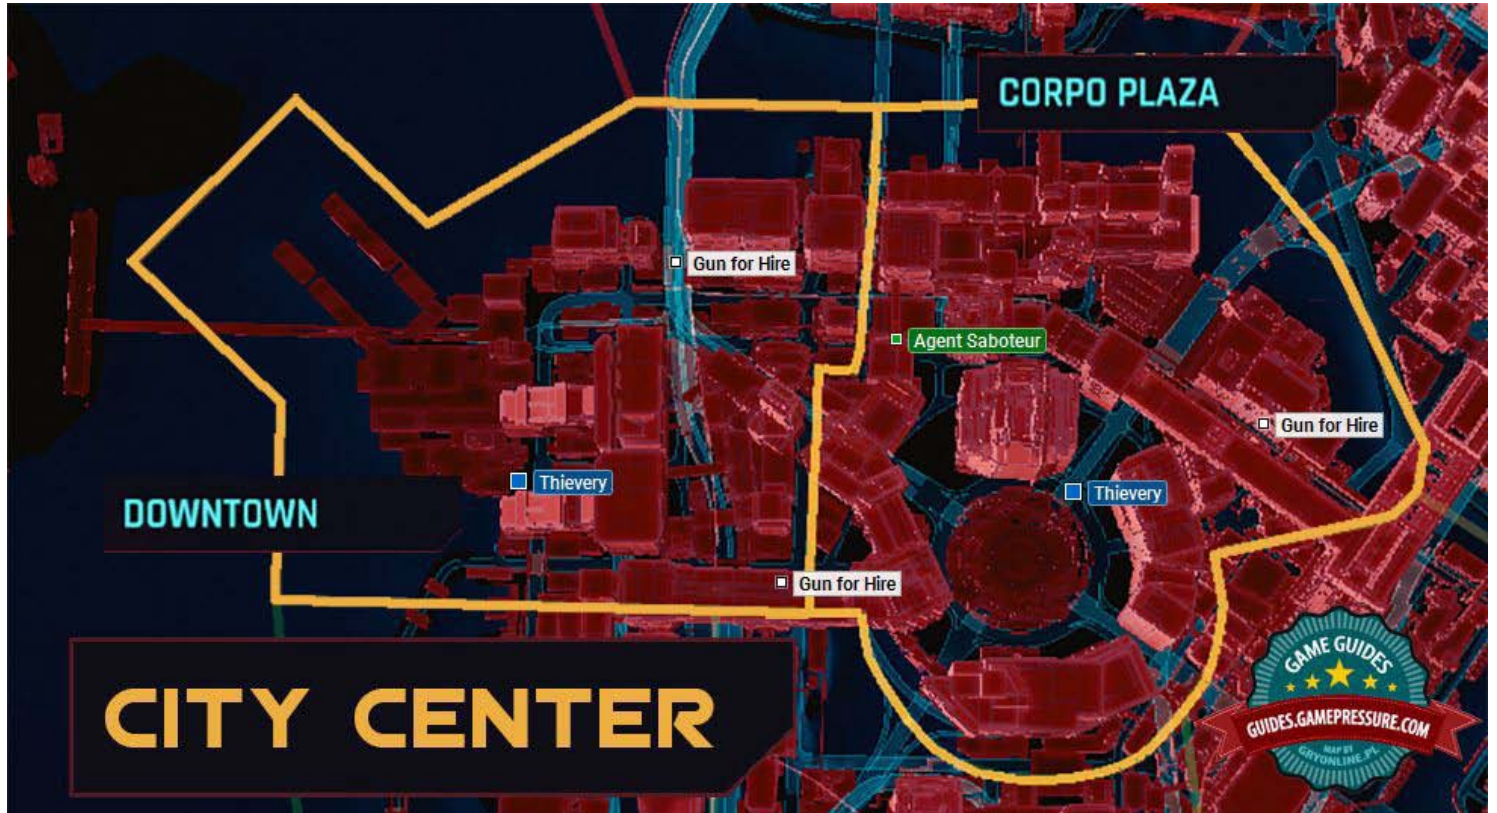 CORPO PLAZA
Gun for Hire
Agent Saboteur
Gun for Hire
Thievery
Thievery
DOWNTOWN
Gun for Hire
CITY CENTER
GAME GUIDES
GUIDES.GAMEPRESSURE.COM
MAP BY
GRYONLINE.PL